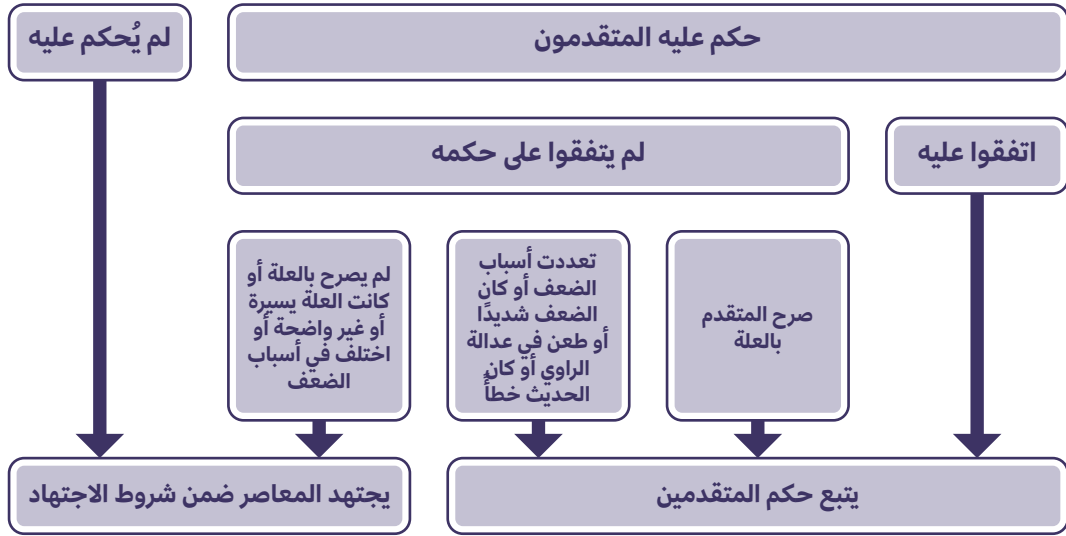 حكم عليه المتقدمون
لم يُحكم عليه
اتفقوا عليه
لم يتفقوا على حكمه
صرح المتقدم
بالعلة
تعددت أسباب
الضعف أو كان
الضعف شديدًا
أو طعن في عدالة
الراوي أو كان
الحديث خطأً
لم يصرح بالعلة أو
كانت العلة يسيرة
أو غير واضحة أو
اختلف في أسباب
الضعف
يتبع حكم المتقدمين
يجتهد المعاصر ضمن شروط الاجتهاد